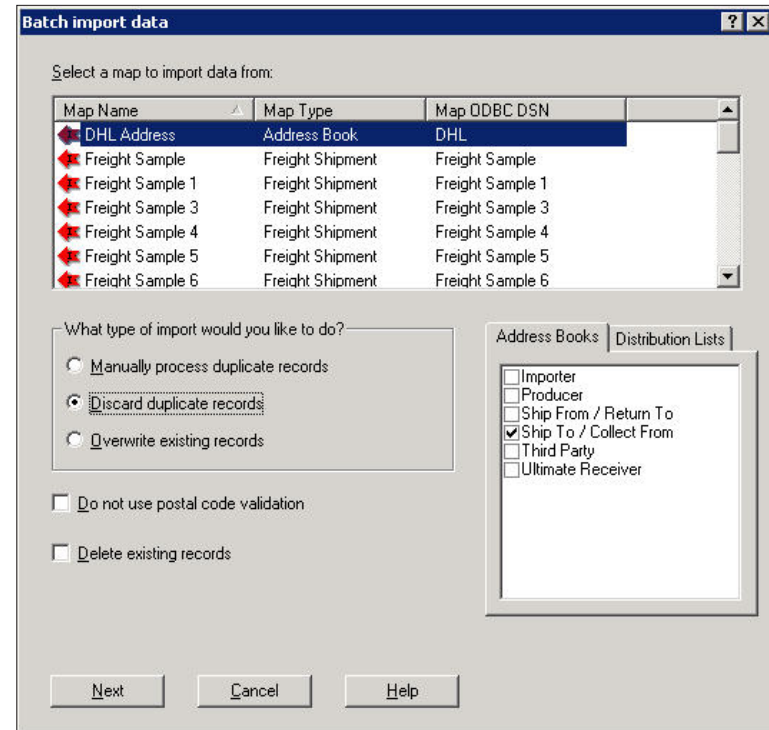 Batch import data
Select a map to import data from:
Map Name Map Type Map ODBC DSN
DHL Address Address Book DHL
Freight Sample Freight Shipment Freight Sample
Freight Sample 1 Freight Shipment Freight Sample 1
Freight Sample 3 Freight Shipment Freight Sample 3
Freight Sample 4 Freight Shipment Freight Sample 4
Freight Sample 5 Freight Shipment Freight Sample 5
Freight Sample 6 Freight Shipment Freight Sample 6
What type of import would you like to do?
Manually process duplicate records
Discard duplicate records
Overwrite existing records
Do not use postal code validation
Delete existing records
Address Books Distribution Lists
Importer
Producer
Ship From / Return To
Ship To / Collect From
Third Party
Ultimate Receiver
Next Cancel Help